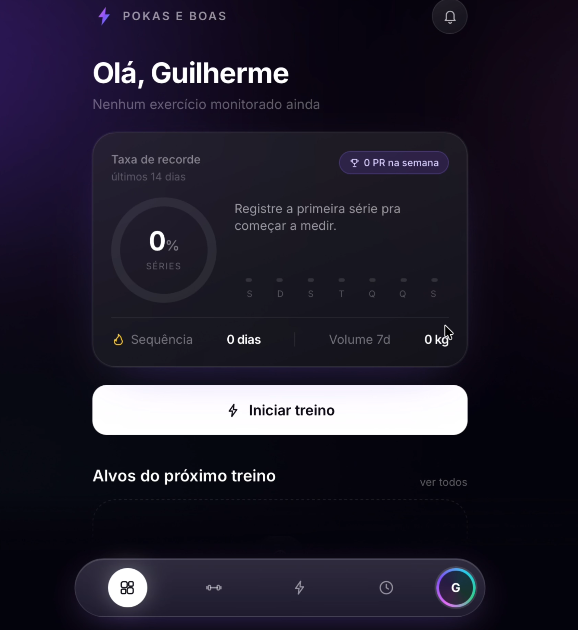 POKAS E BOAS
Olá, Guilherme
Nenhum exercício monitorado ainda
Taxa de recorde
últimos 14 dias
0 PR na semana
Registre a primeira série pra
começar a medir.
0%
SÉRIES
S D S T Q Q S
Sequência 0 dias Volume 7d 0 kg
Iniciar treino
Alvos do próximo treino
ver todos
G